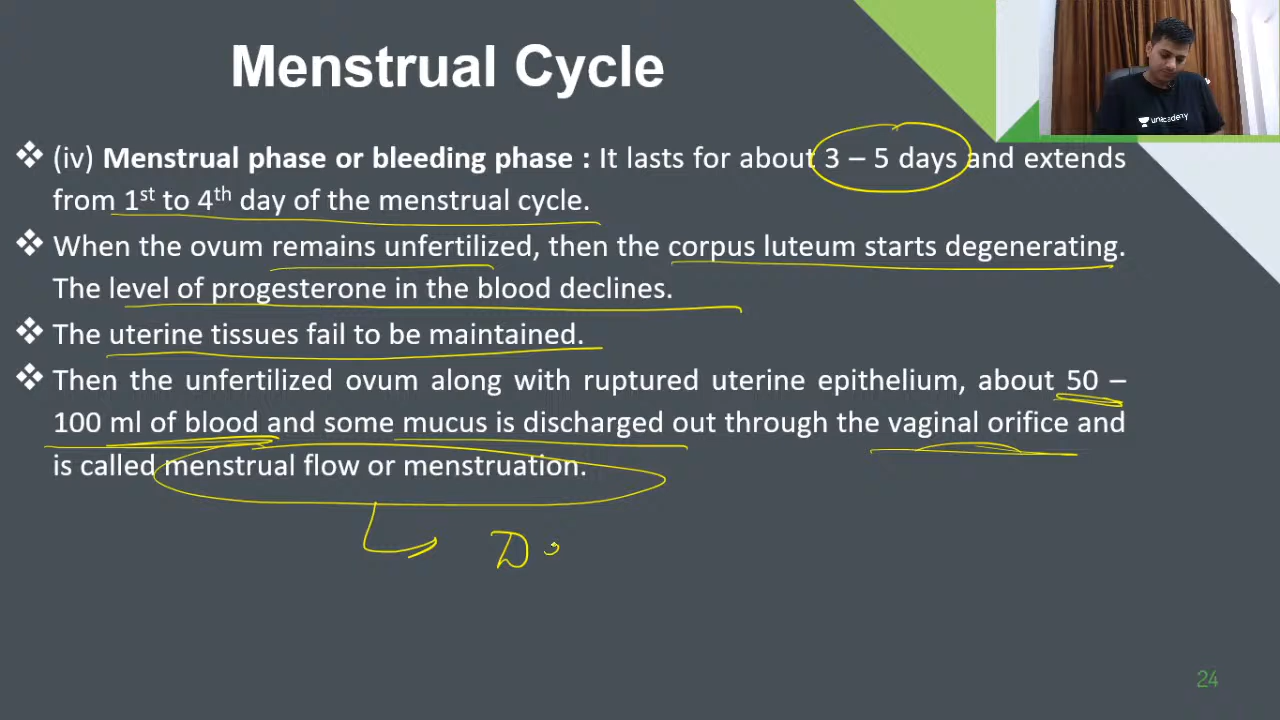 Menstrual Cycle
unacademy
❖ (iv) Menstrual phase or bleeding phase : It lasts for about 3 – 5 days and extends
from 1st to 4th day of the menstrual cycle.
❖ When the ovum remains unfertilized, then the corpus luteum starts degenerating.
The level of progesterone in the blood declines.
❖ The uterine tissues fail to be maintained.
❖ Then the unfertilized ovum along with ruptured uterine epithelium, about 50 –
100 ml of blood and some mucus is discharged out through the vaginal orifice and
is called menstrual flow or menstruation.
D
24